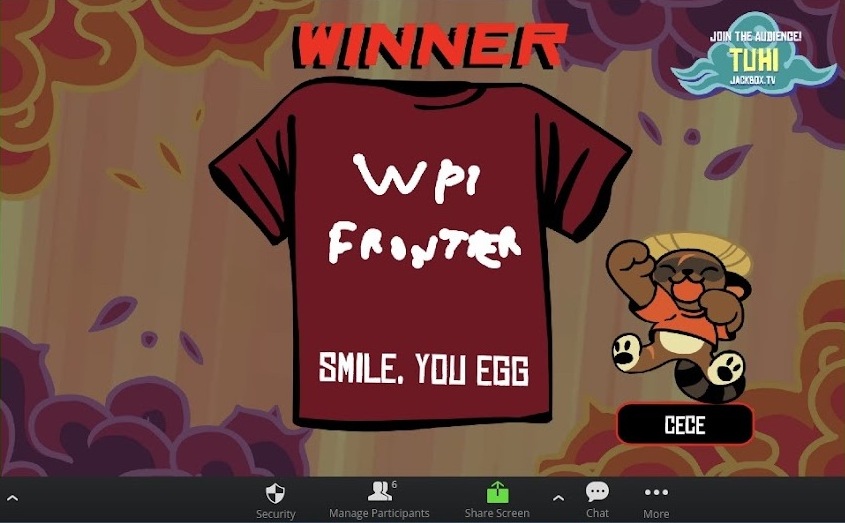 WINNER
JOIN THE AUDIENCE!
TUHI
JACKBOX.TV
WPI
FRONTIER
SMILE, YOU EGG
CECE
6
Security
Manage Participants
Share Screen
Chat
More